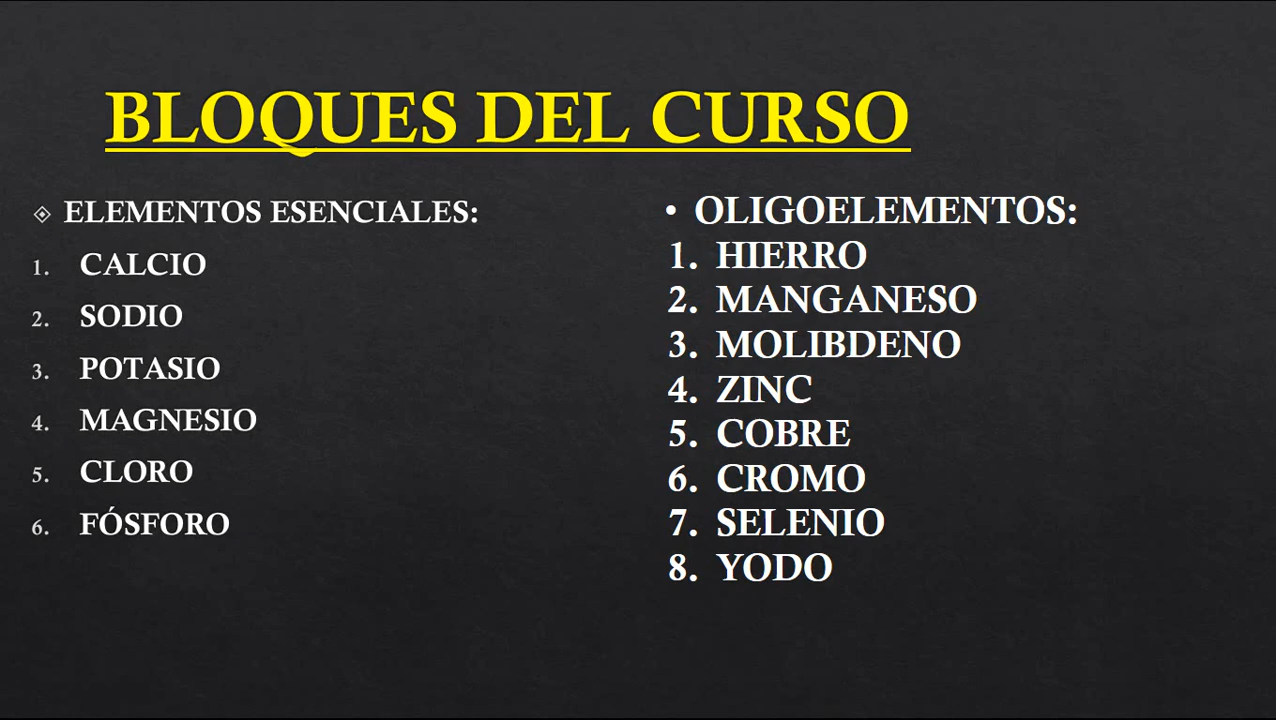 BLOQUES DEL CURSO
ELEMENTOS ESENCIALES:
1. CALCIO
2. SODIO
3. POTASIO
4. MAGNESIO
5. CLORO
6. FÓSFORO
• OLIGOELEMENTOS:
1. HIERRO
2. MANGANESO
3. MOLIBDENO
4. ZINC
5. COBRE
6. CROMO
7. SELENIO
8. YODO